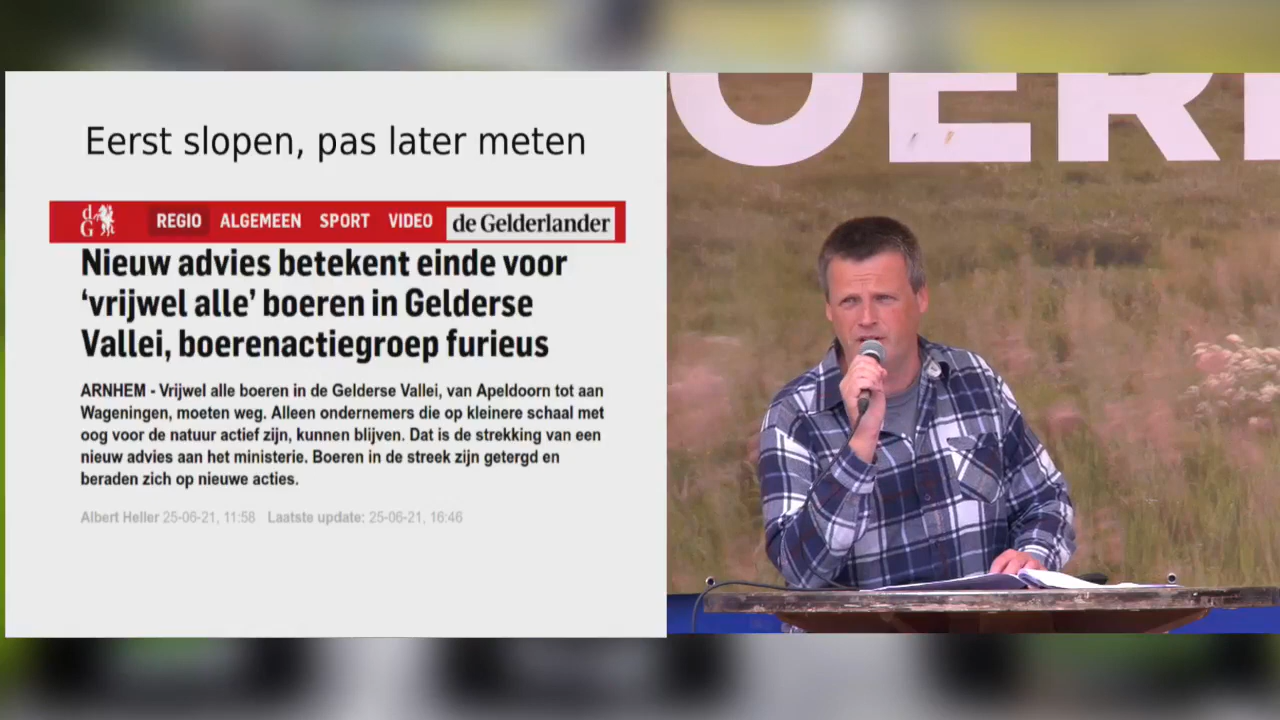 Eerst slopen, pas later meten
dG REGIO ALGEMEEN SPORT VIDEO de Gelderlander
Nieuw advies betekent einde voor
‘vrijwel alle’ boeren in Gelderse
Vallei, boerenactiegroep furieus
ARNHEM - Vrijwel alle boeren in de Gelderse Vallei, van Apeldoorn tot aan
Wageningen, moeten weg. Alleen ondernemers die op kleinere schaal met
oog voor de natuur actief zijn, kunnen blijven. Dat is de strekking van een
nieuw advies aan het ministerie. Boeren in de streek zijn getergd en
beraden zich op nieuwe acties.
Albert Heller 25-06-21, 11:58 Laatste update: 25-06-21, 16:46
OER